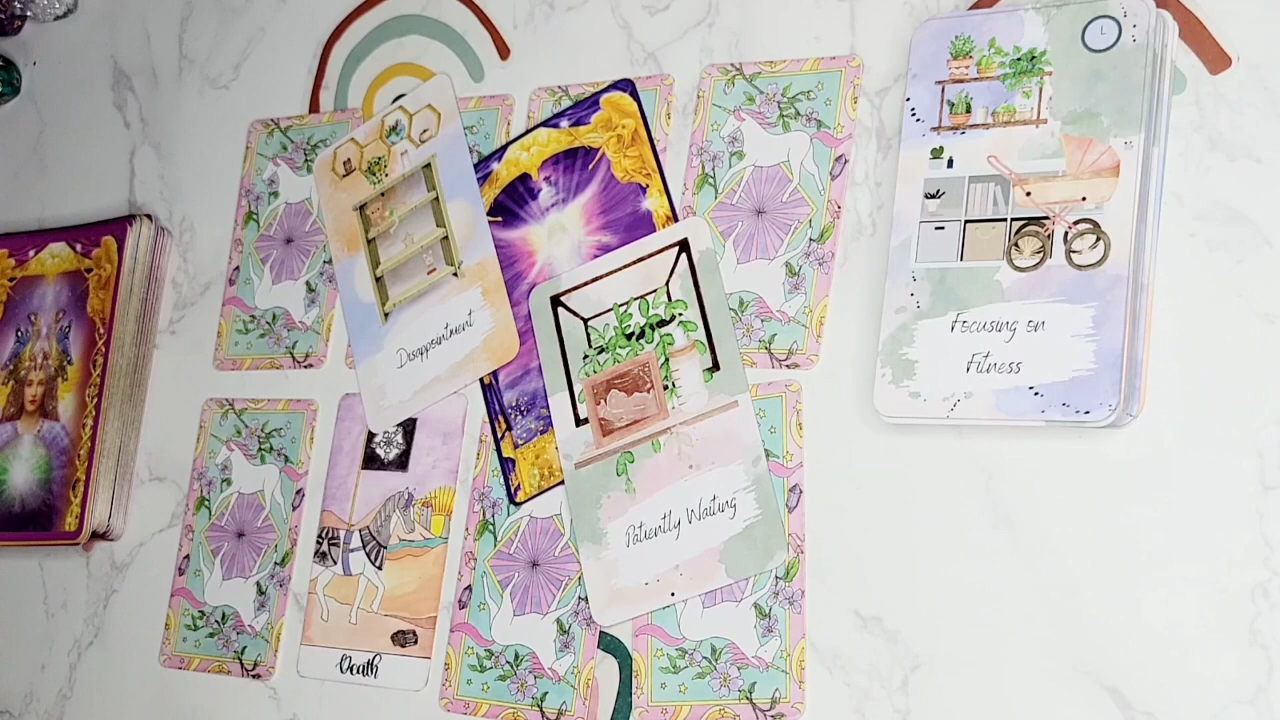 Disappointment
Patiently Waiting
Focusing on
Fitness
Death